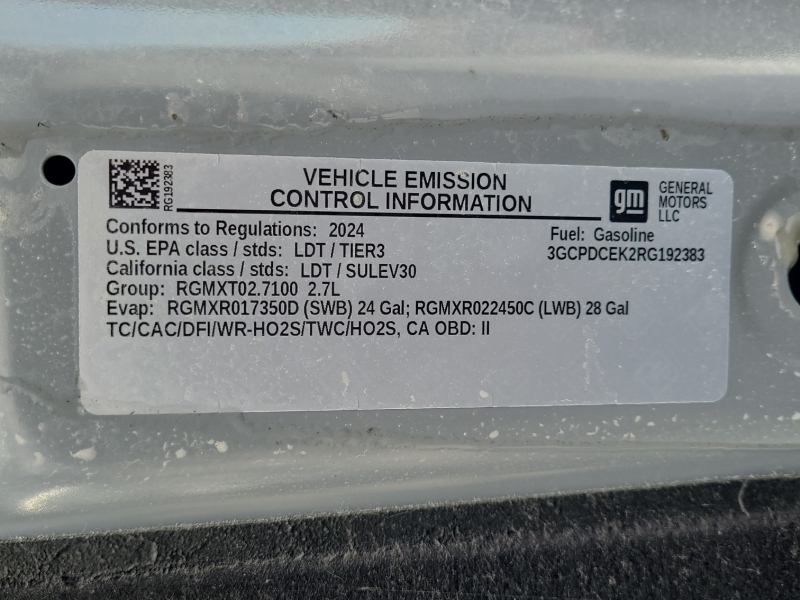 RG192383
VEHICLE EMISSION
CONTROL INFORMATION
gm
GENERAL
MOTORS
LLC
Conforms to Regulations: 2024
Fuel: Gasoline
U.S. EPA class / stds: LDT / TIER3
3GCPDCEK2RG192383
California class / stds: LDT / SULEV30
Group: RGMXT02.7100 2.7L
Evap: RGMXR017350D (SWB) 24 Gal; RGMXR022450C (LWB) 28 Gal
TC/CAC/DFI/WR-HO2S/TWC/HO2S, CA OBD: II